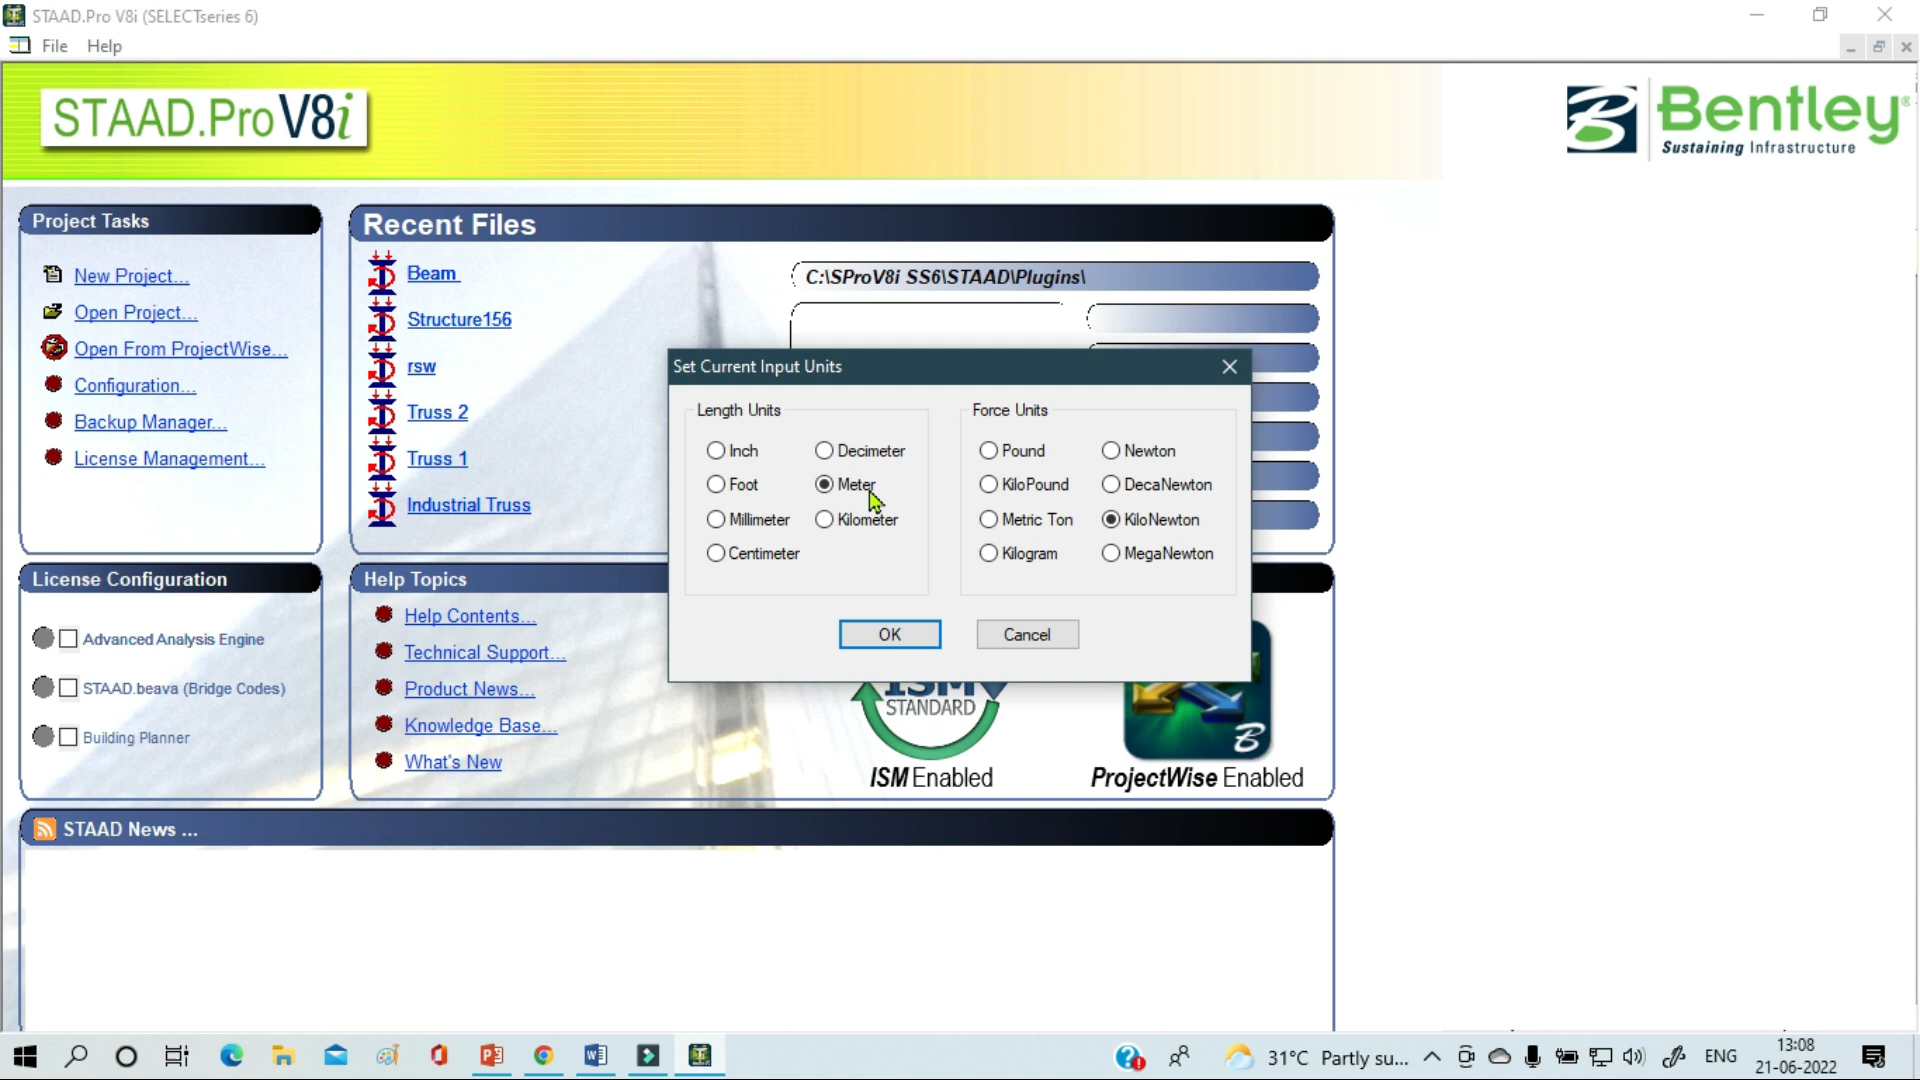 STAAD.Pro V8i (SELECTseries 6)
File Help
STAAD.Pro V8i
Bentley®
Sustaining Infrastructure
Project Tasks
New Project...
Open Project...
Open From ProjectWise...
Configuration...
Backup Manager...
License Management...
Recent Files
Beam
Structure156
rsw
Truss 2
Truss 1
Industrial Truss
C:\SProV8i SS6\STAAD\Plugins\
Set Current Input Units
Length Units
Inch Decimeter
Foot Meter
Millimeter Kilometer
Centimeter
Force Units
Pound Newton
KiloPound DecaNewton
Metric Ton KiloNewton
Kilogram MegaNewton
OK Cancel
License Configuration
Advanced Analysis Engine
STAAD.beava (Bridge Codes)
Building Planner
Help Topics
Help Contents...
Technical Support...
Product News...
Knowledge Base...
What's New
ISM
STANDARD
ISM Enabled
B
ProjectWise Enabled
STAAD News ...
31°C Partly su...
ENG
13:08
21-06-2022